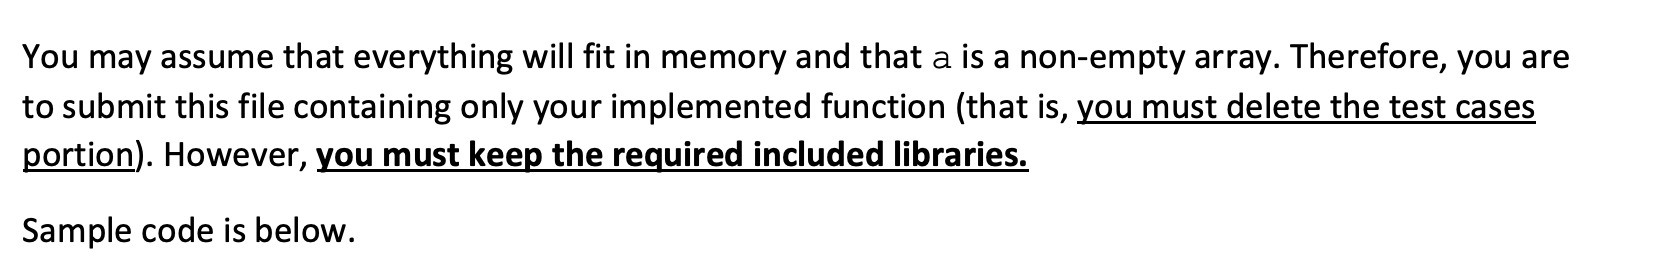 You may assume that everything will fit in memory and that a is a non-empty array. Therefore, you are
to submit this file containing only your implemented function (that is, you must delete the test cases
portion). However, you must keep the required included libraries.
Sample code is below.